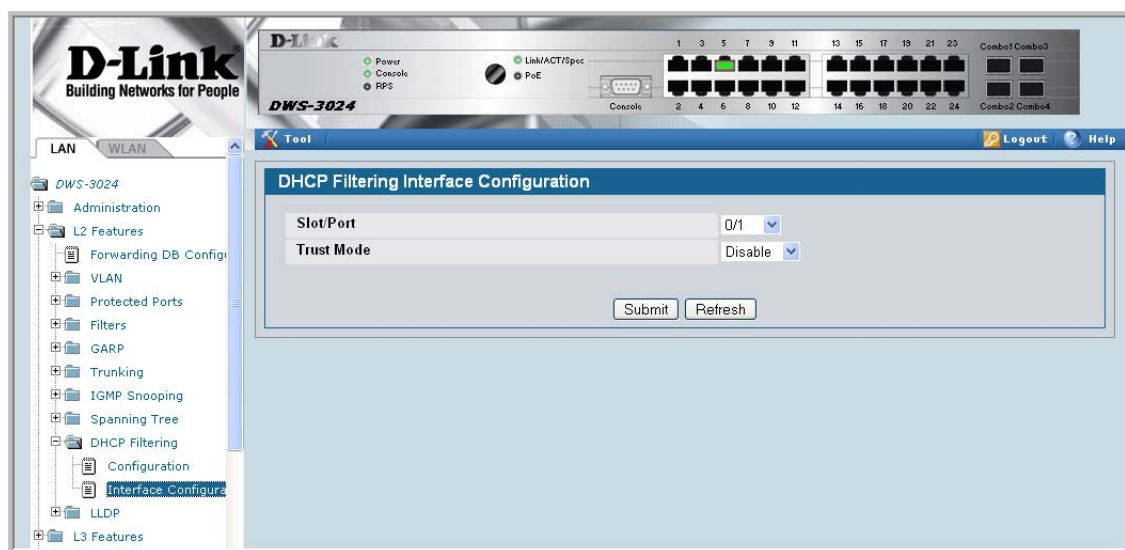 D-Link
Building Networks for People
D-Link
Power
Console
RPS
Link/ACT/Spec
PoE
DWS-3024
Console
1 3 5 7 9 11 13 15 17 19 21 23
2 4 6 8 10 12 14 16 18 20 22 24
Combo1 Combo3
Combo2 Combo4
Tool
Logout
Help
LAN
WLAN
DWS-3024
Administration
L2 Features
Forwarding DB Config
VLAN
Protected Ports
Filters
GARP
Trunking
IGMP Snooping
Spanning Tree
DHCP Filtering
Configuration
Interface Configura
LLDP
L3 Features
DHCP Filtering Interface Configuration
Slot/Port 0/1
Trust Mode Disable
Submit Refresh